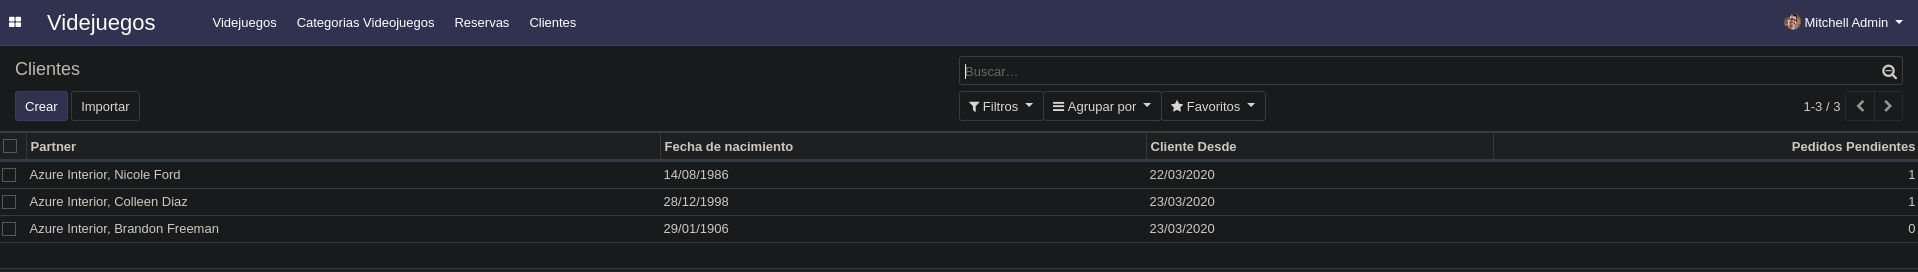 Videjuegos Videjuegos Categorias Videojuegos Reservas Clientes Mitchell Admin
Clientes Buscar...
Crear Importar Filtros Agrupar por Favoritos 1-3 / 3
Partner Fecha de nacimiento Cliente Desde Pedidos Pendientes
Azure Interior, Nicole Ford 14/08/1986 22/03/2020 1
Azure Interior, Colleen Diaz 28/12/1998 23/03/2020 1
Azure Interior, Brandon Freeman 29/01/1906 23/03/2020 0